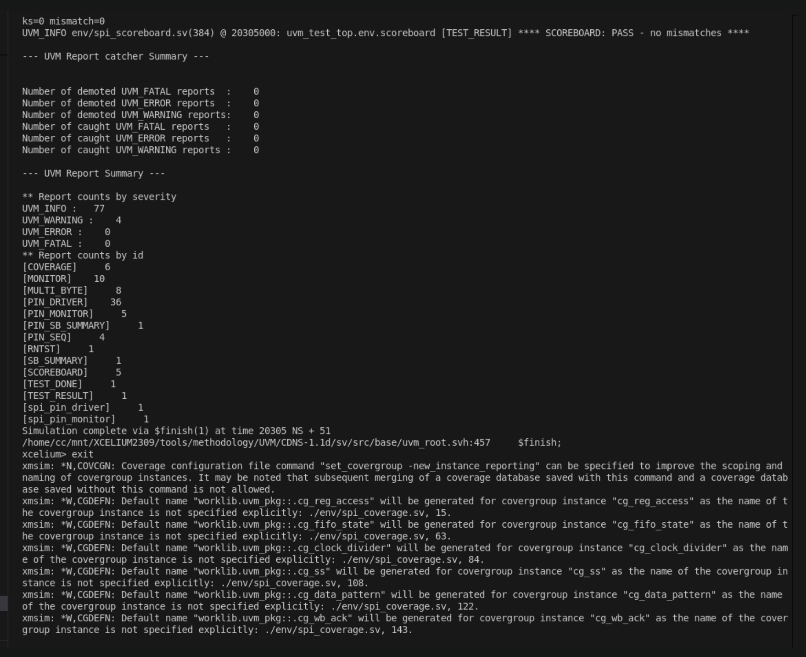 ks=0 mismatch=0
UVM_INFO env/spi_scoreboard.sv(384) @ 20305000: uvm_test_top.env.scoreboard [TEST_RESULT] **** SCOREBOARD: PASS - no mismatches ****
--- UVM Report catcher Summary ---
Number of demoted UVM_FATAL reports  :    0
Number of demoted UVM_ERROR reports  :    0
Number of demoted UVM_WARNING reports:    0
Number of caught UVM_FATAL reports   :    0
Number of caught UVM_ERROR reports   :    0
Number of caught UVM_WARNING reports :    0
--- UVM Report Summary ---
** Report counts by severity
UVM_INFO :   77
UVM_WARNING :    4
UVM_ERROR :    0
UVM_FATAL :    0
** Report counts by id
[COVERAGE]     6
[MONITOR]    10
[MULTI_BYTE]     8
[PIN_DRIVER]    36
[PIN_MONITOR]     5
[PIN_SB_SUMMARY]     1
[PIN_SEQ]     4
[RNTST]     1
[SB_SUMMARY]     1
[SCOREBOARD]     5
[TEST_DONE]     1
[TEST_RESULT]     1
[spi_pin_driver]     1
[spi_pin_monitor]     1
Simulation complete via $finish(1) at time 20305 NS + 51
/home/cc/mnt/XCELIUM2309/tools/methodology/UVM/CDNS-1.1d/sv/src/base/uvm_root.svh:457     $finish;
xcelium> exit
xmsim: *N,COVCGN: Coverage configuration file command "set_covergroup -new_instance_reporting" can be specified to improve the scoping and
naming of covergroup instances. It may be noted that subsequent merging of a coverage database saved with this command and a coverage datab
ase saved without this command is not allowed.
xmsim: *W,CGDEFN: Default name "worklib.uvm_pkg::.cg_reg_access" will be generated for covergroup instance "cg_reg_access" as the name of t
he covergroup instance is not specified explicitly: ./env/spi_coverage.sv, 15.
xmsim: *W,CGDEFN: Default name "worklib.uvm_pkg::.cg_fifo_state" will be generated for covergroup instance "cg_fifo_state" as the name of t
he covergroup instance is not specified explicitly: ./env/spi_coverage.sv, 63.
xmsim: *W,CGDEFN: Default name "worklib.uvm_pkg::.cg_clock_divider" will be generated for covergroup instance "cg_clock_divider" as the nam
e of the covergroup instance is not specified explicitly: ./env/spi_coverage.sv, 84.
xmsim: *W,CGDEFN: Default name "worklib.uvm_pkg::.cg_ss" will be generated for covergroup instance "cg_ss" as the name of the covergroup in
stance is not specified explicitly: ./env/spi_coverage.sv, 108.
xmsim: *W,CGDEFN: Default name "worklib.uvm_pkg::.cg_data_pattern" will be generated for covergroup instance "cg_data_pattern" as the name
of the covergroup instance is not specified explicitly: ./env/spi_coverage.sv, 122.
xmsim: *W,CGDEFN: Default name "worklib.uvm_pkg::.cg_wb_ack" will be generated for covergroup instance "cg_wb_ack" as the name of the cover
group instance is not specified explicitly: ./env/spi_coverage.sv, 143.